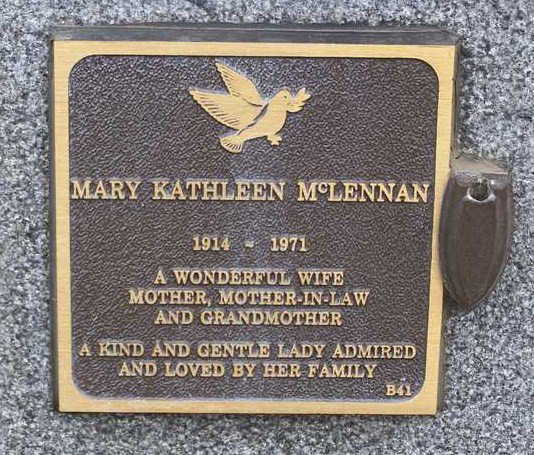 MARY KATHLEEN McLENNAN
1914 ~ 1971
A WONDERFUL WIFE
MOTHER, MOTHER-IN-LAW
AND GRANDMOTHER
A KIND AND GENTLE LADY ADMIRED
AND LOVED BY HER FAMILY
B41